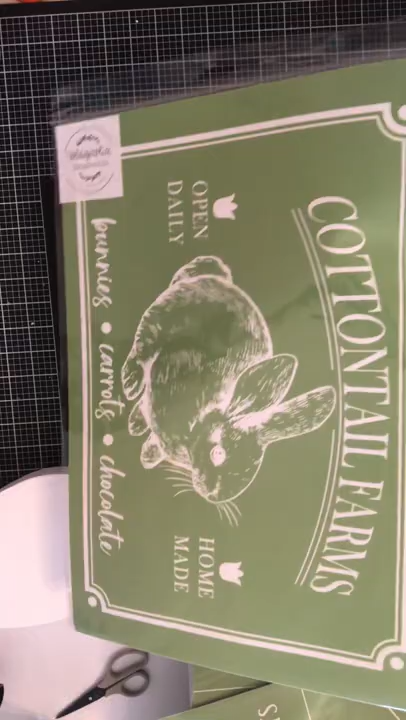 COTTONTAIL FARMS
OPEN
DAILY
HOME
MADE
bunnies • carrots • chocolate